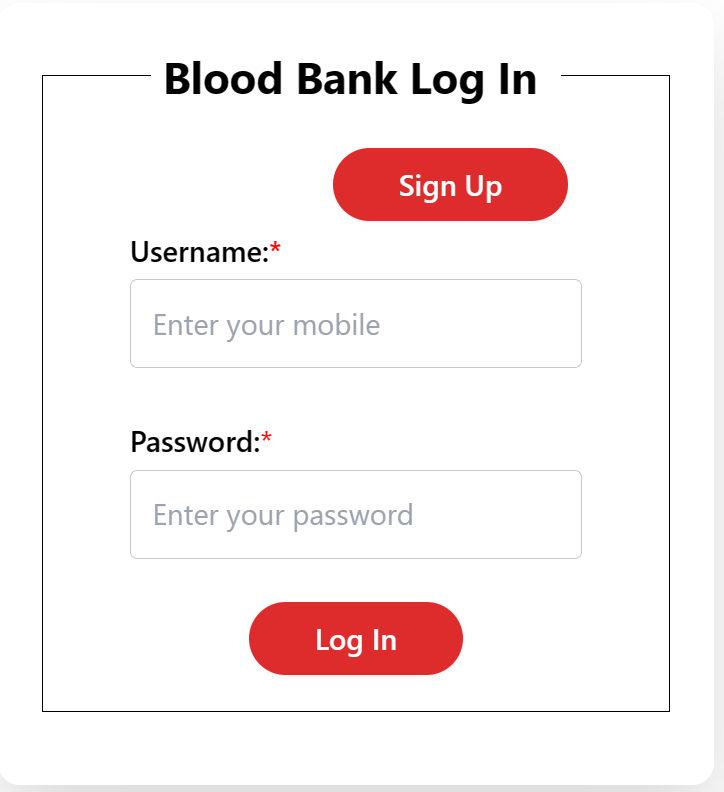 Blood Bank Log In
Sign Up
Username:*
Enter your mobile
Password:*
Enter your password
Log In